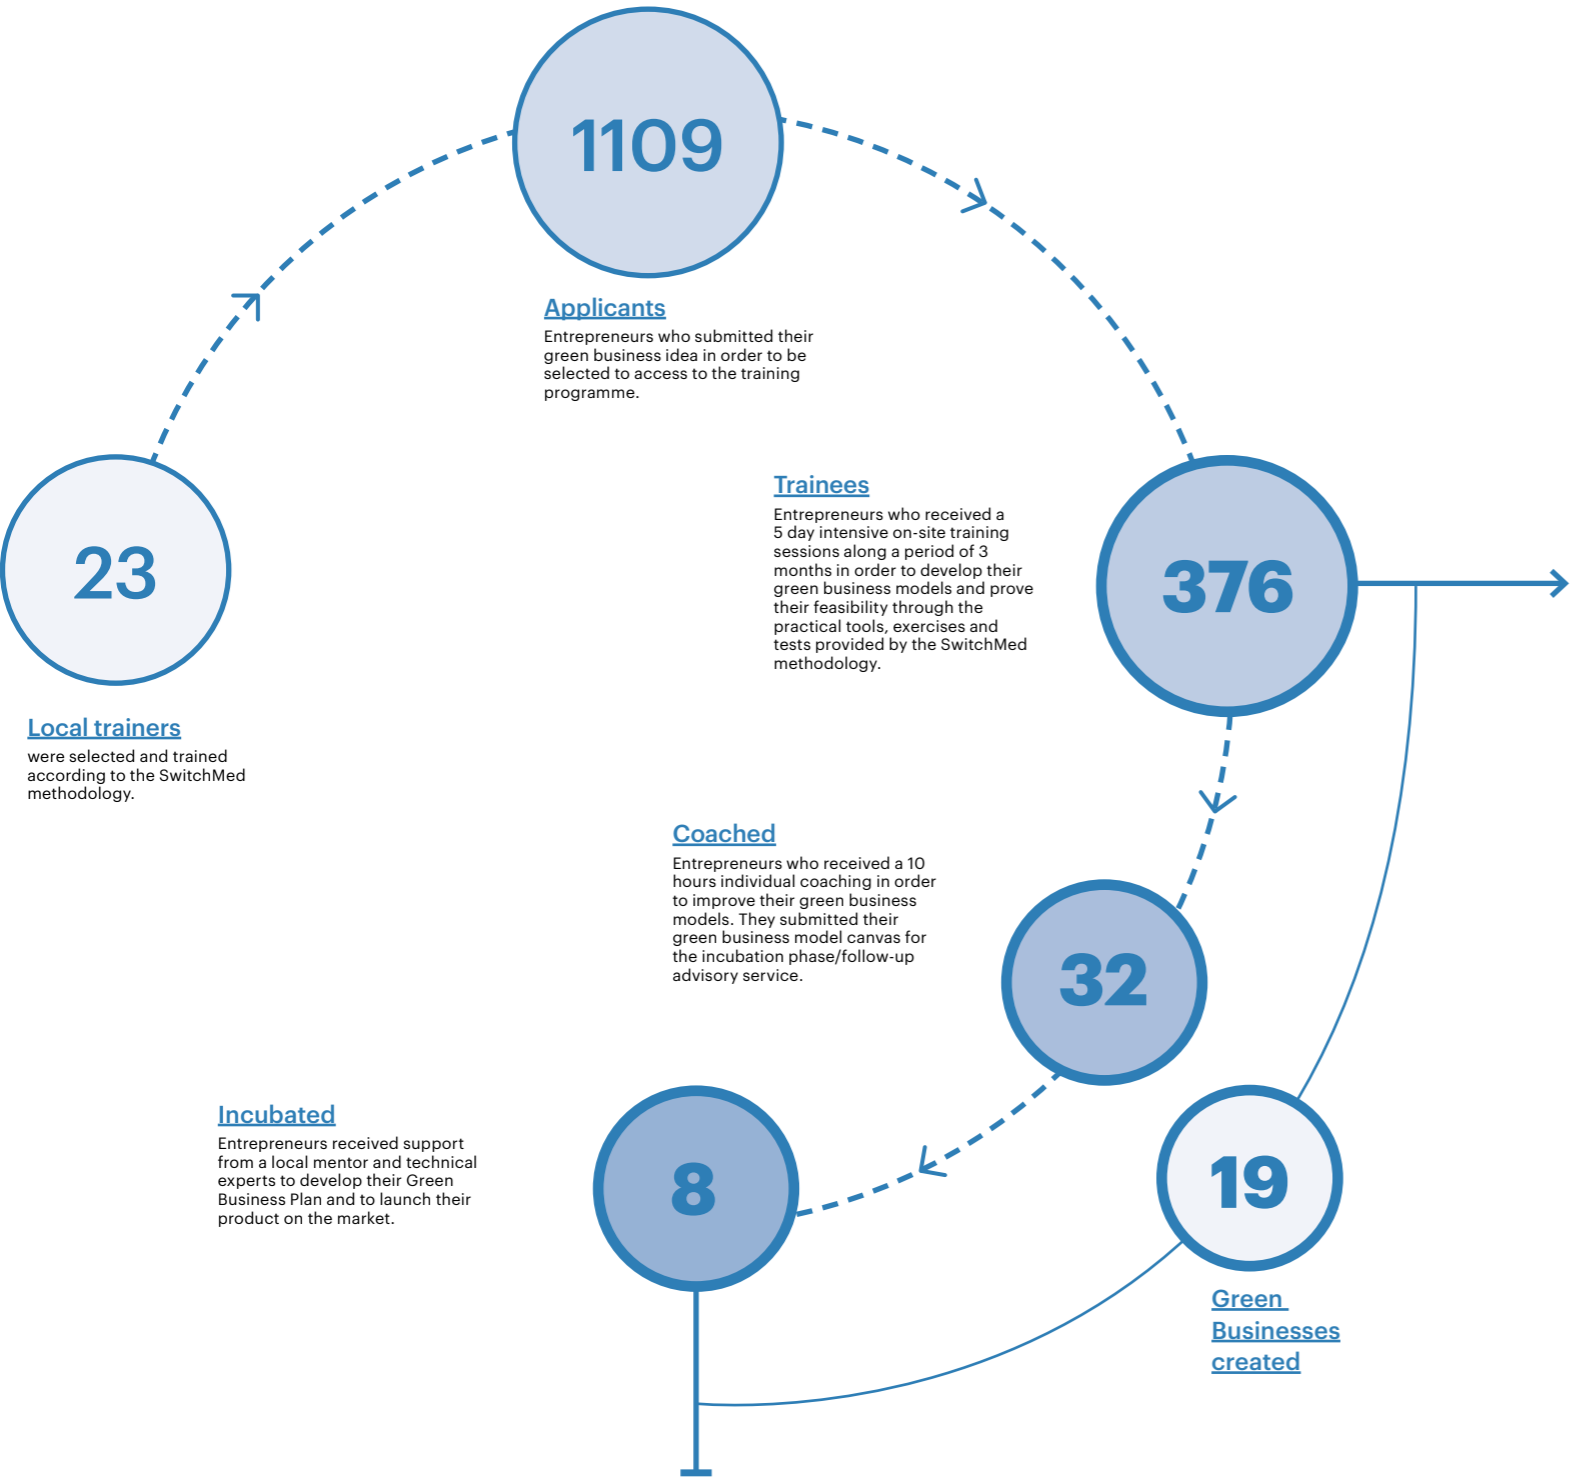 1109
Applicants
Entrepreneurs who submitted their
green business idea in order to be
selected to access to the training
programme.
23
Local trainers
were selected and trained
according to the SwitchMed
methodology.
Trainees
Entrepreneurs who received a
5 day intensive on-site training
sessions along a period of 3
months in order to develop their
green business models and prove
their feasibility through the
practical tools, exercises and
tests provided by the SwitchMed
methodology.
376
Coached
Entrepreneurs who received a 10
hours individual coaching in order
to improve their green business
models. They submitted their
green business model canvas for
the incubation phase/follow-up
advisory service.
32
Incubated
Entrepreneurs received support
from a local mentor and technical
experts to develop their Green
Business Plan and to launch their
product on the market.
8
19
Green
Businesses
created